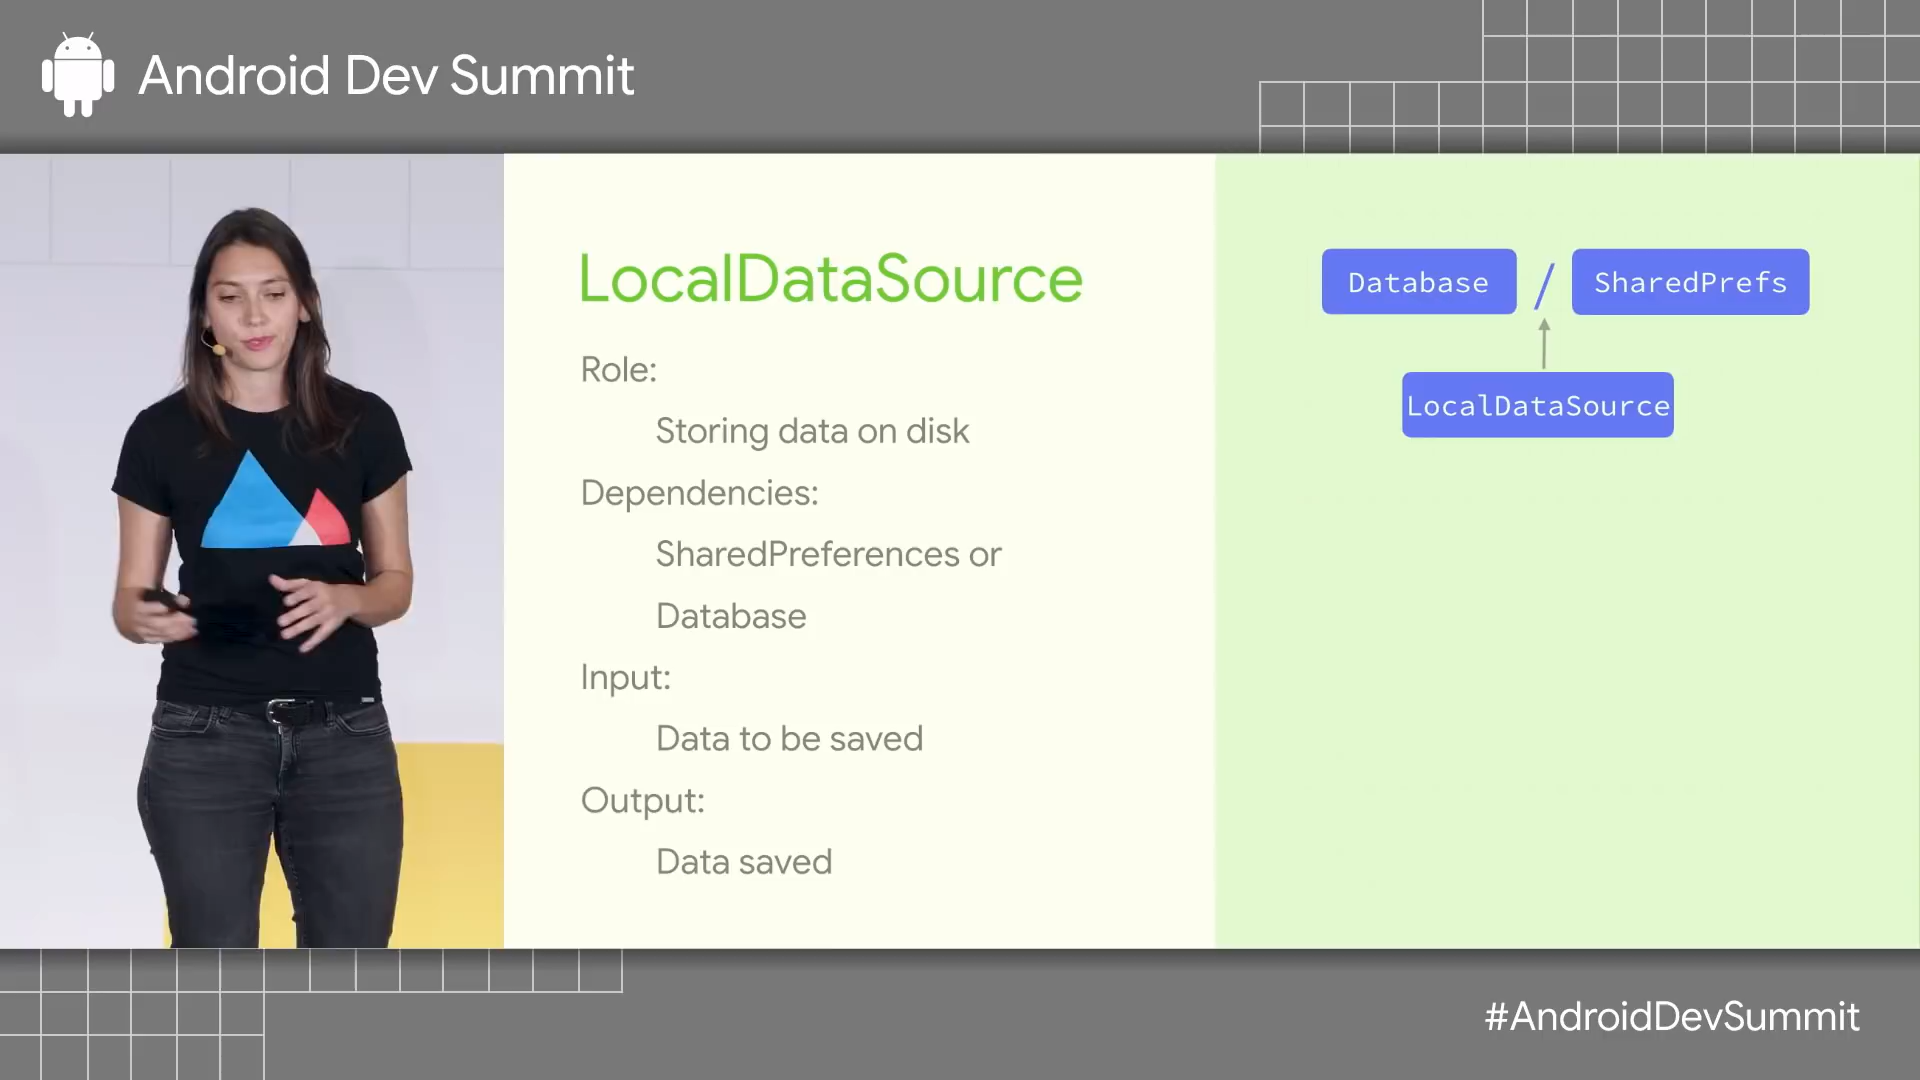 Android Dev Summit
LocalDataSource
Role:
Storing data on disk
Dependencies:
SharedPreferences or
Database
Input:
Data to be saved
Output:
Data saved
Database / SharedPrefs
LocalDataSource
#AndroidDevSummit